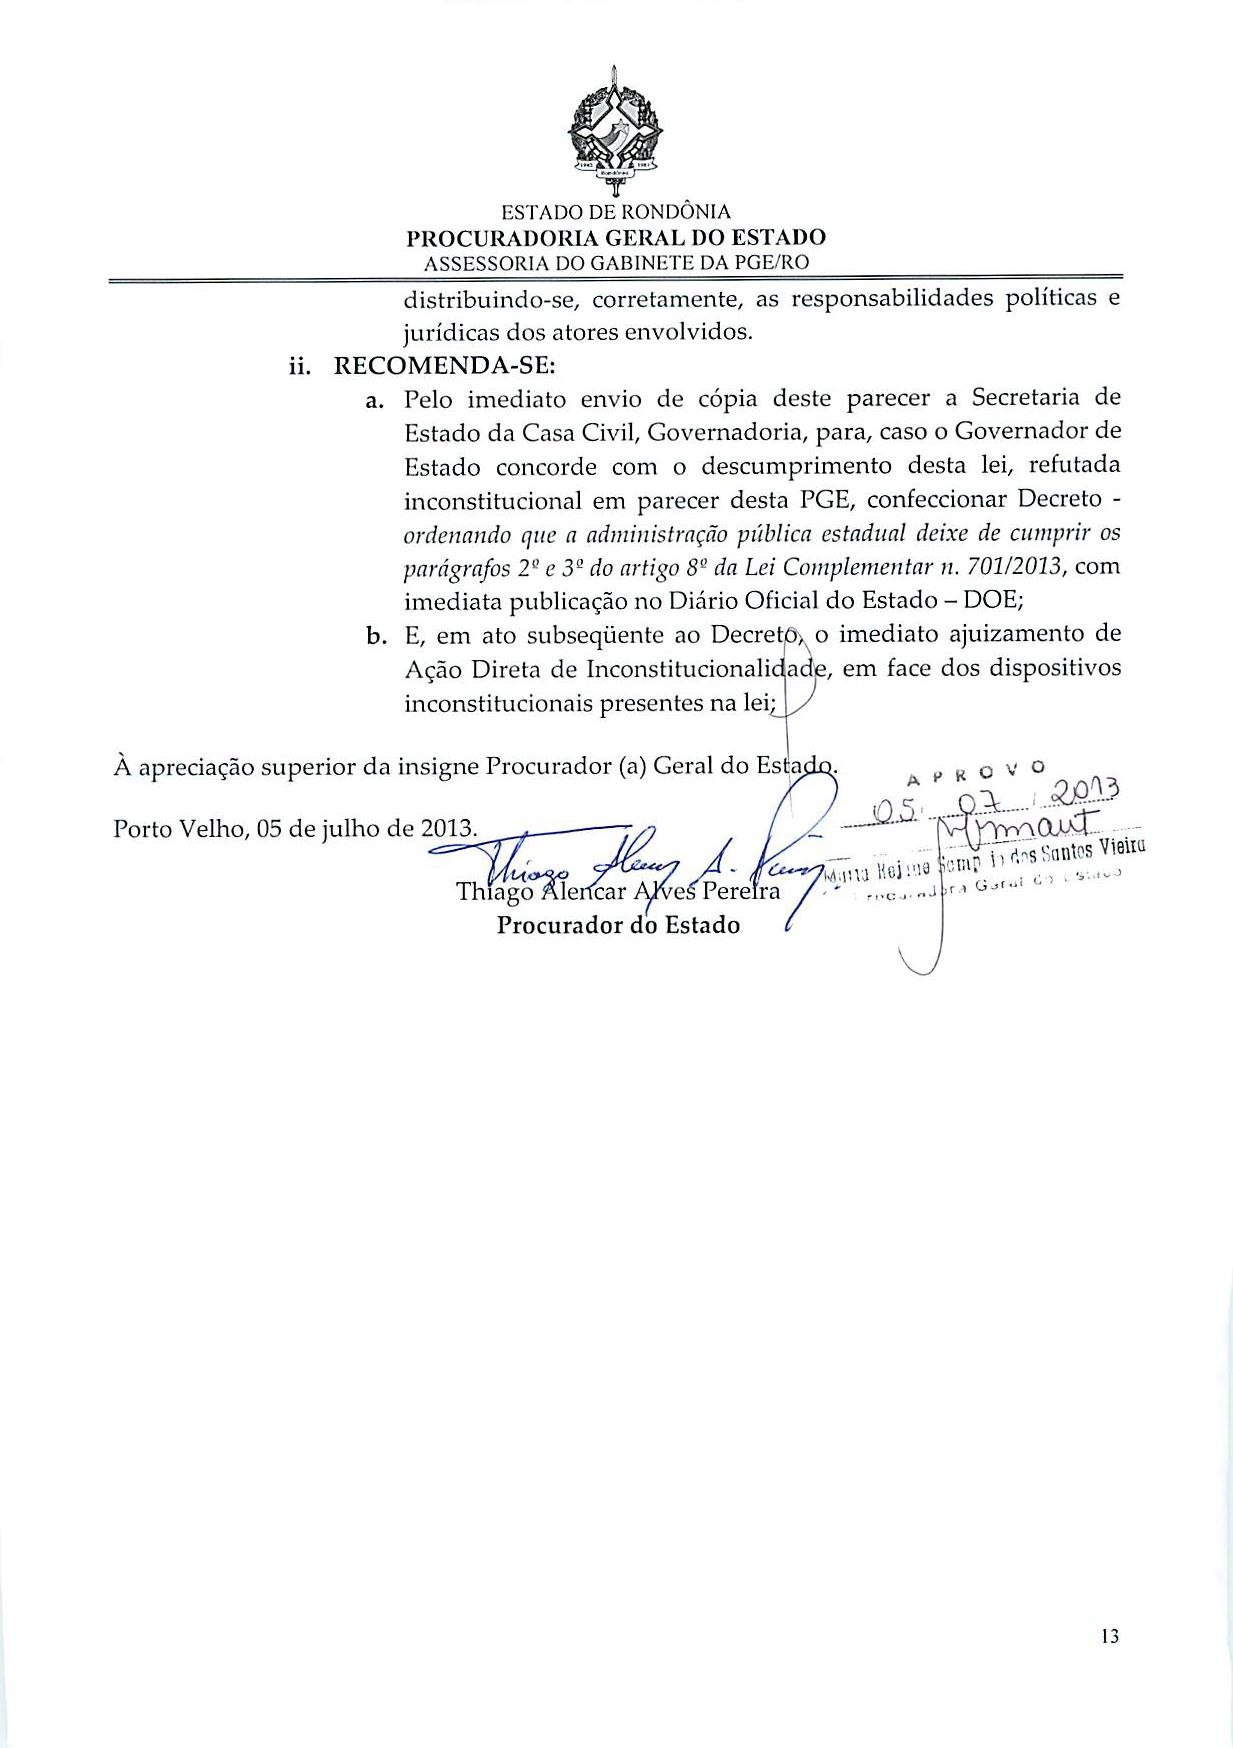 1943 1981
Rondônia
ESTADO DE RONDÔNIA
PROCURADORIA GERAL DO ESTADO
ASSESSORIA DO GABINETE DA PGE/RO
distribuindo-se, corretamente, as responsabilidades políticas e
jurídicas dos atores envolvidos.
ii. RECOMENDA-SE:
a. Pelo imediato envio de cópia deste parecer a Secretaria de
Estado da Casa Civil, Governadoria, para, caso o Governador de
Estado concorde com o descumprimento desta lei, refutada
inconstitucional em parecer desta PGE, confeccionar Decreto -
ordenando que a administração pública estadual deixe de cumprir os
parágrafos 2º e 3º do artigo 8º da Lei Complementar n. 701/2013, com
imediata publicação no Diário Oficial do Estado – DOE;
b. E, em ato subseqüente ao Decreto, o imediato ajuizamento de
Ação Direta de Inconstitucionalidade, em face dos dispositivos
inconstitucionais presentes na lei;
À apreciação superior da insigne Procurador (a) Geral do Estado.
APROVO
05 / 07 / 2013
Porto Velho, 05 de julho de 2013.
dos Santos Vieira
Thiago Alencar Alves Pereira
Procurador do Estado
13